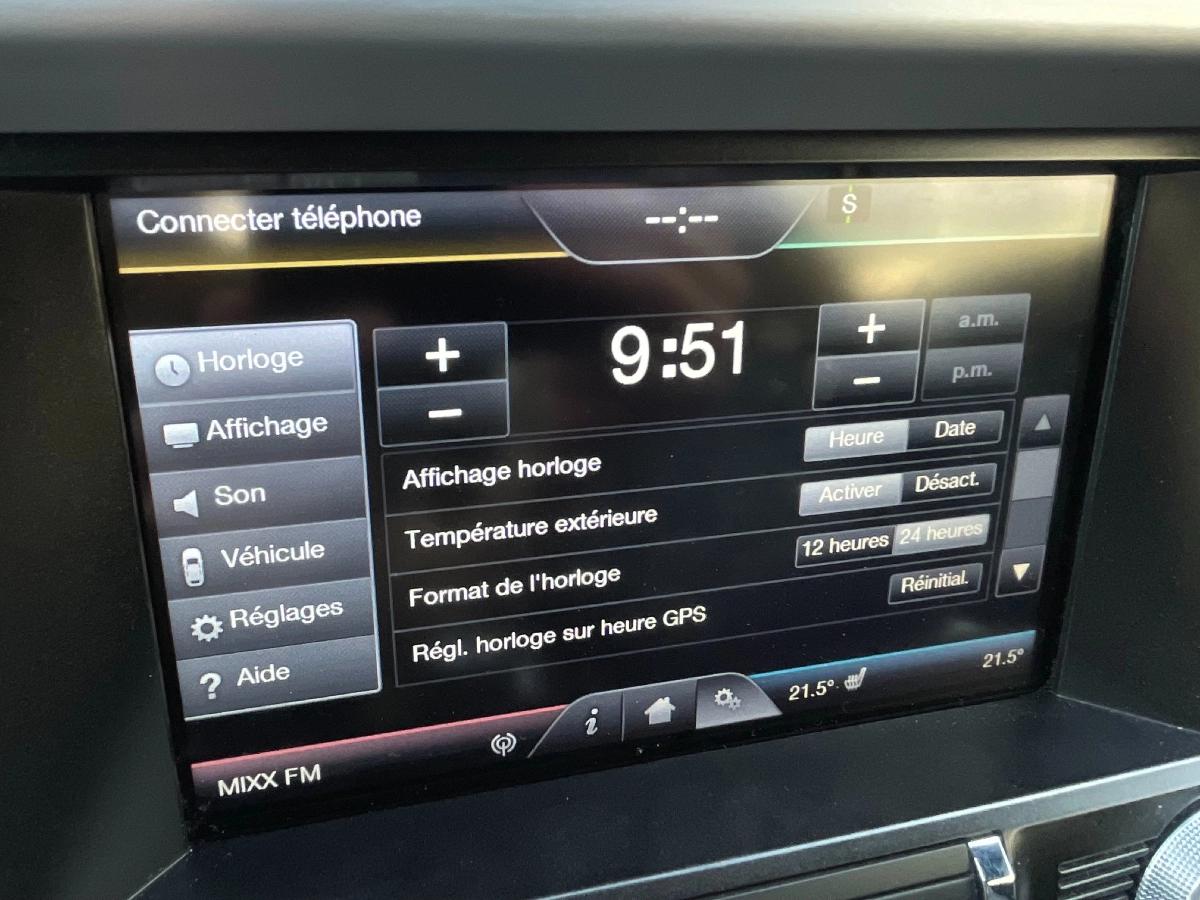 Connecter téléphone
--:--
S
Horloge
Affichage
Son
Véhicule
Réglages
Aide
+
-
9:51
+
-
a.m.
p.m.
Affichage horloge
Heure Date
Température extérieure
Activer Désact.
Format de l'horloge
12 heures 24 heures
Régl. horloge sur heure GPS
Réinitial.
MIXX FM
i
21.5°
21.5°